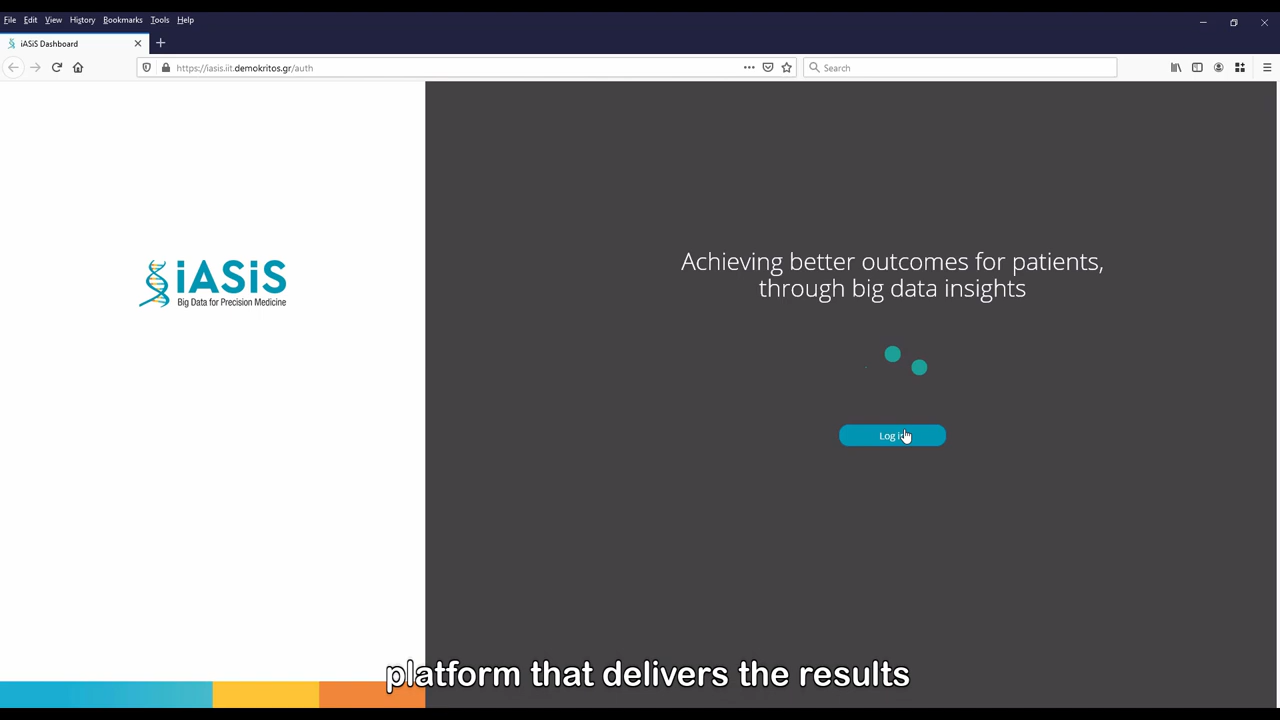 File Edit View History Bookmarks Tools Help
iASiS Dashboard
https://iasis.iit.demokritos.gr/auth
Search
iASiS
Big Data for Precision Medicine
Achieving better outcomes for patients,
through big data insights
Log in
platform that delivers the results